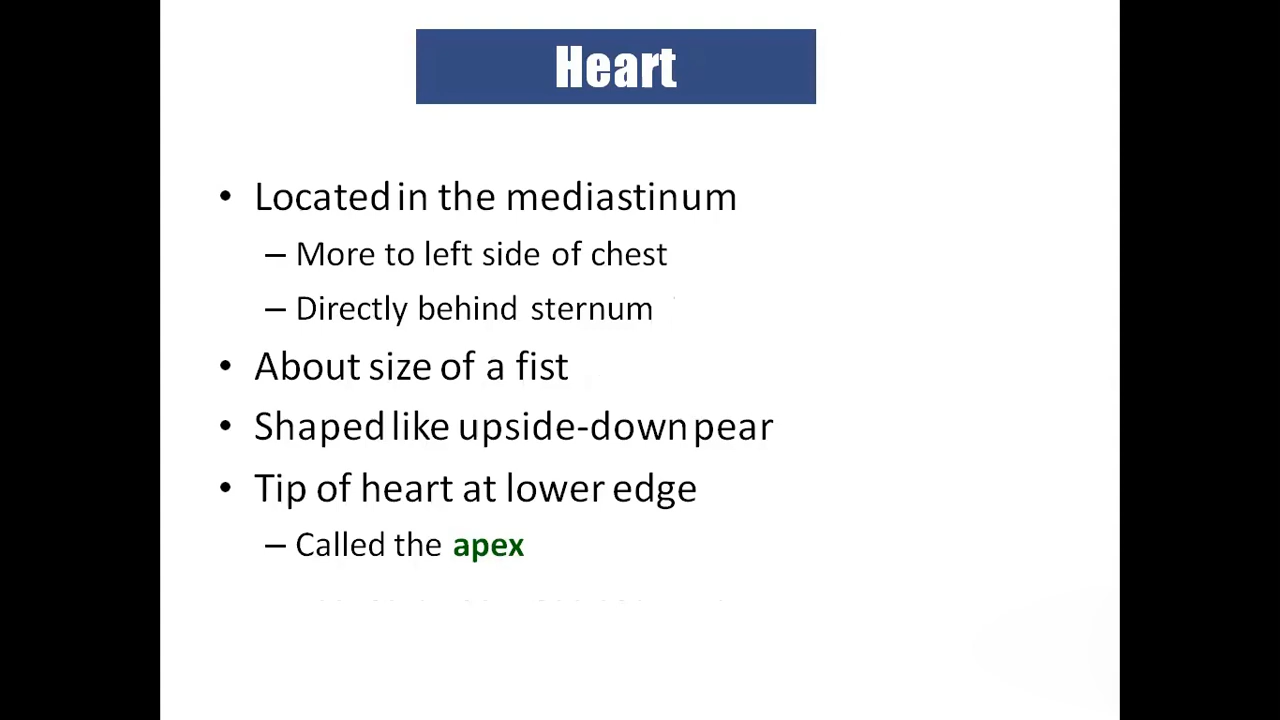 Heart
• Located in the mediastinum
– More to left side of chest
– Directly behind sternum
• About size of a fist
• Shaped like upside-down pear
• Tip of heart at lower edge
– Called the apex